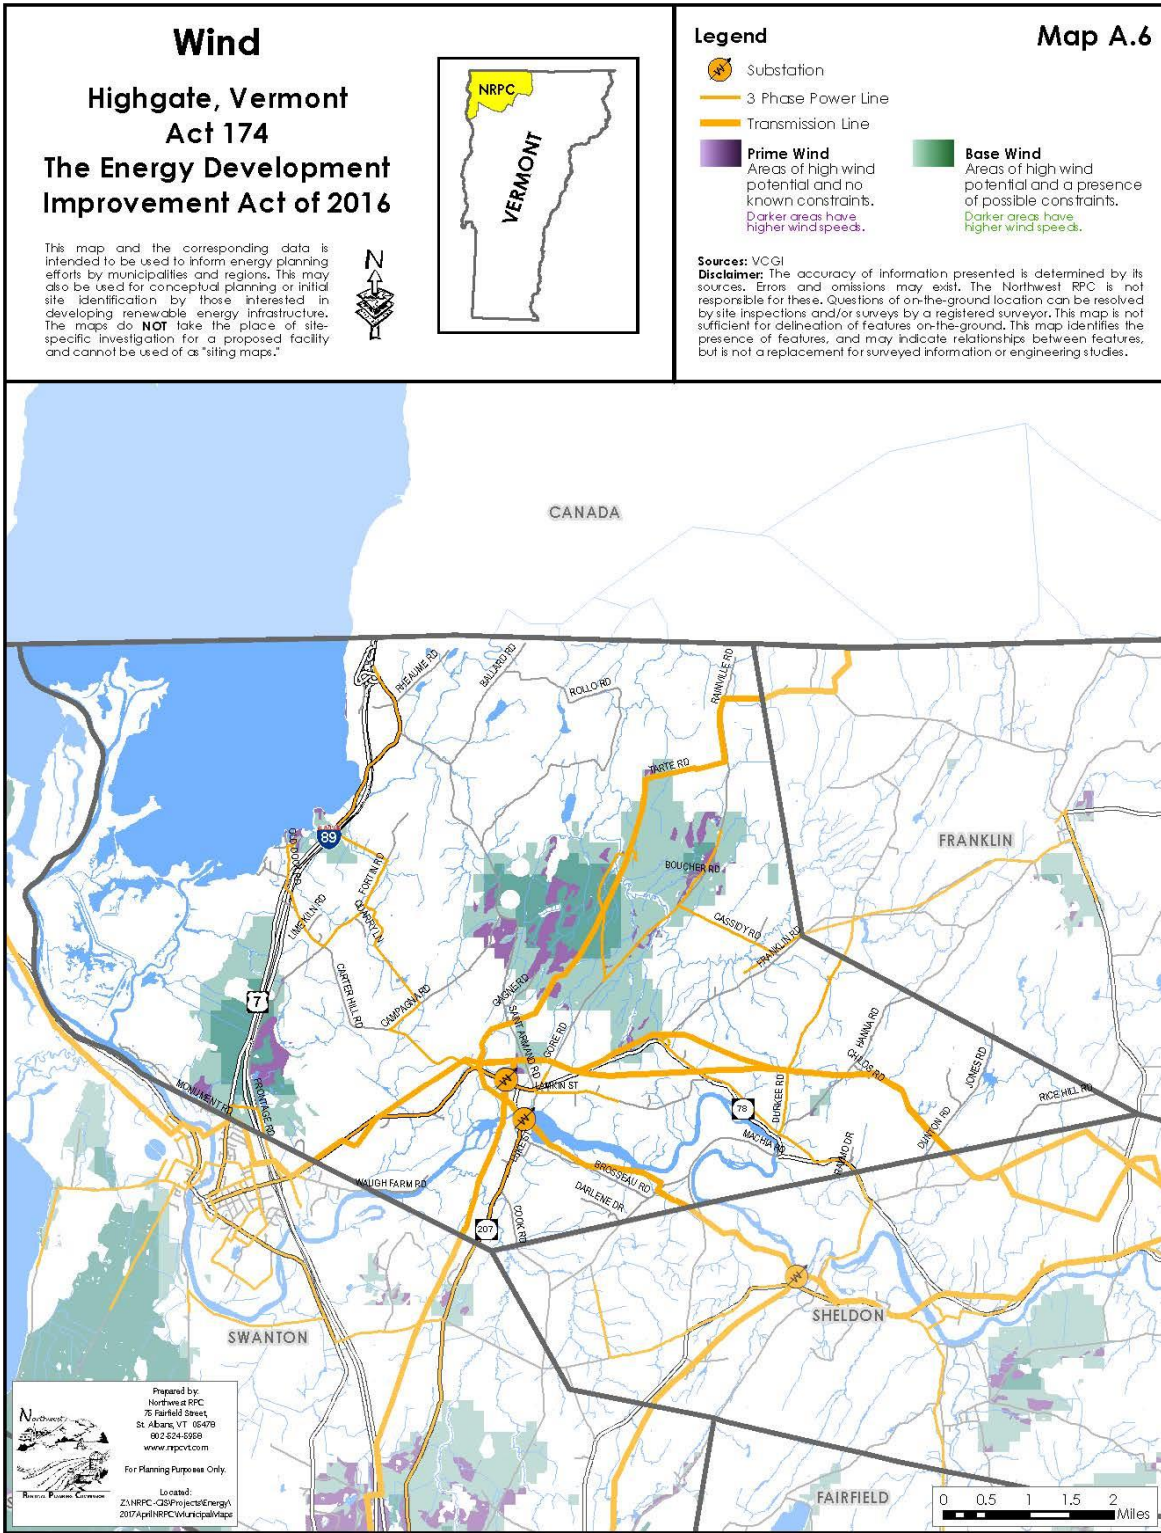 Wind
Highgate, Vermont
Act 174
The Energy Development
Improvement Act of 2016
This map and the corresponding data is
intended to be used to inform energy planning
efforts by municipalities and regions. This may
also be used for conceptual planning or initial
site identification by those interested in
developing renewable energy infrastructure.
The maps do NOT take the place of site-
specific investigation for a proposed facility
and cannot be used of as "siting maps."
N
NRPC
VERMONT
Legend
Map A.6
Substation
3 Phase Power Line
Transmission Line
Prime Wind
Areas of high wind
potential and no
known constraints.
Darker areas have
higher wind speeds.
Base Wind
Areas of high wind
potential and a presence
of possible constraints.
Darker areas have
higher wind speeds.
Sources: VCGI
Disclaimer: The accuracy of information presented is determined by its
sources. Errors and omissions may exist. The Northwest RPC is not
responsible for these. Questions of on-the-ground location can be resolved
by site inspections and/or surveys by a registered surveyor. This map is not
sufficient for delineation of features on-the-ground. This map identifies the
presence of features, and may indicate relationships between features,
but is not a replacement for surveyed information or engineering studies.
CANADA
RHEAUME RD
BALLARD RD
ROLLO RD
RAINVILLE RD
TARTE RD
89
FRANKLIN
FORTIN RD
BOUCHER RD
LIME KILN RD
QUARRY LN
CASSIDY RD
FRANKLIN RD
7
CARTER HILL RD
CAMPAGNA RD
GAGNE RD
SAINT ARMAND RD
GORE RD
HANNA RD
CHILDS RD
JONES RD
RICE HILL RD
MONUMENT RD
FRONTAGE RD
LAMKIN ST
DURKEE RD
78
DUNTON RD
MACHIA RD
RAYMO DR
WAUGH FARM RD
BROSSEAU RD
DARLENE DR
COOK RD
207
SWANTON
SHELDON
FAIRFIELD
Northwest
Regional Planning Commission
Prepared by:
Northwest RPC
75 Fairfield Street,
St. Albans, VT 05478
802-524-5958
www.nrpcvt.com
For Planning Purposes Only.
Located:
Z:\NRPC-GIS\Projects\Energy\
2017AprilNRPC\MunicipalMaps
0 0.5 1 1.5 2
Miles